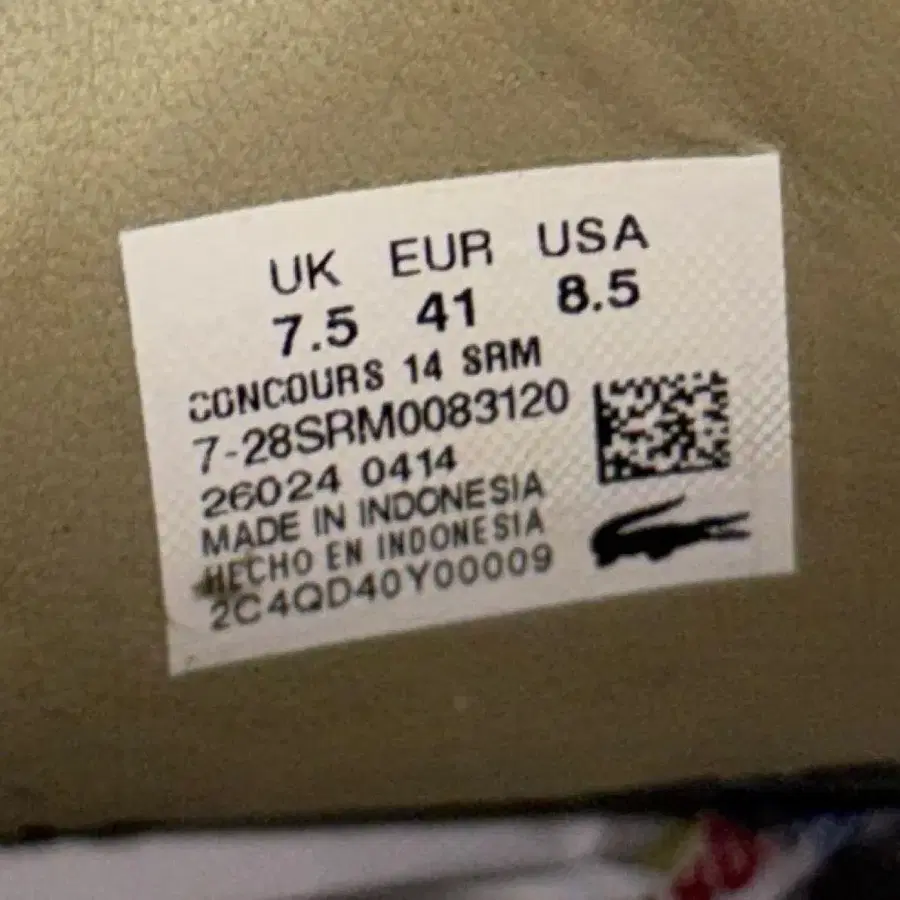 UK EUR USA
7.5 41 8.5
CONCOURS 14 SRM
7-28SRM0083120
26024 0414
MADE IN INDONESIA
HECHO EN INDONESIA
2C4QD40Y00009